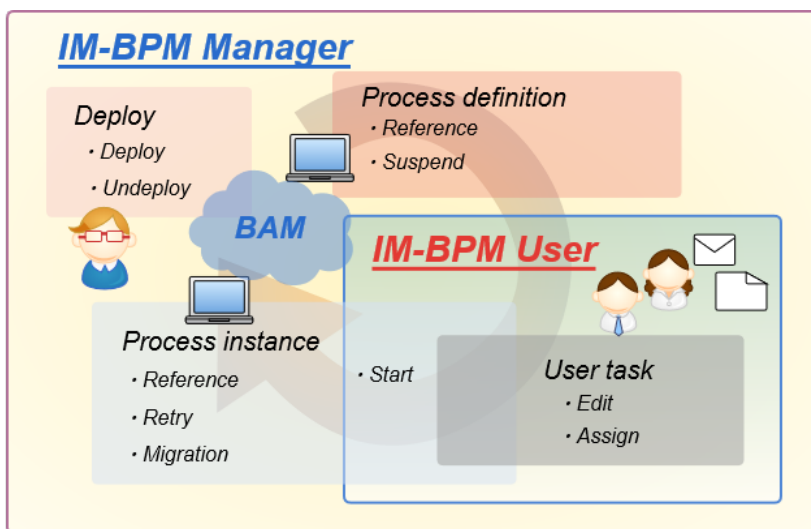 IM-BPM Manager
Deploy
・Deploy
・Undeploy
Process definition
・Reference
・Suspend
BAM
IM-BPM User
Process instance
・Reference
・Retry
・Migration
・Start
User task
・Edit
・Assign